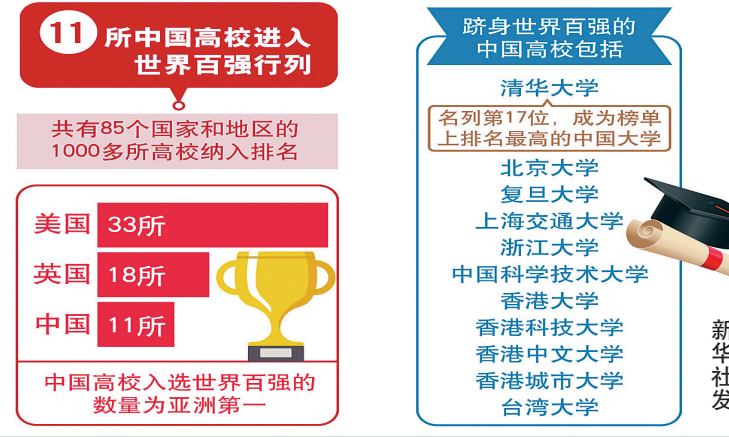 11所中国高校进入
世界百强行列
共有85个国家和地区的
1000多所高校纳入排名
美国 33所
英国 18所
中国 11所
中国高校入选世界百强的
数量为亚洲第一
跻身世界百强的
中国高校包括
清华大学
名列第17位，成为榜单
上排名最高的中国大学
北京大学
复旦大学
上海交通大学
浙江大学
中国科学技术大学
香港大学
香港科技大学
香港中文大学
香港城市大学
台湾大学
新华社发